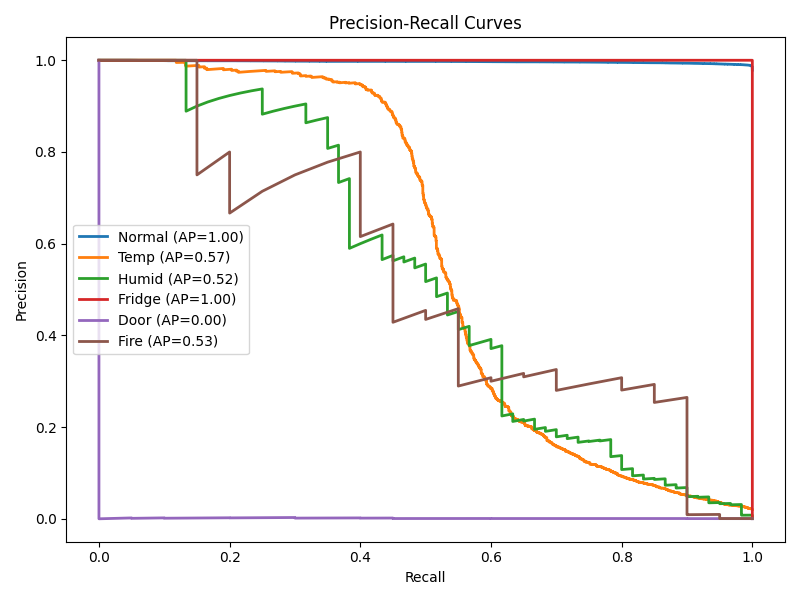 Precision-Recall Curves
Precision
1.0
0.8
0.6
0.4
0.2
0.0
Normal (AP=1.00)
Temp (AP=0.57)
Humid (AP=0.52)
Fridge (AP=1.00)
Door (AP=0.00)
Fire (AP=0.53)
0.0 0.2 0.4 0.6 0.8 1.0
Recall